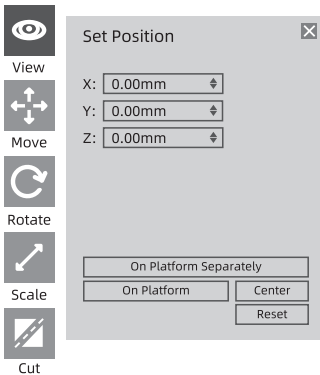 View
Move
Rotate
Scale
Cut
Set Position
X: 0.00mm
Y: 0.00mm
Z: 0.00mm
On Platform Separately
On Platform Center
Reset